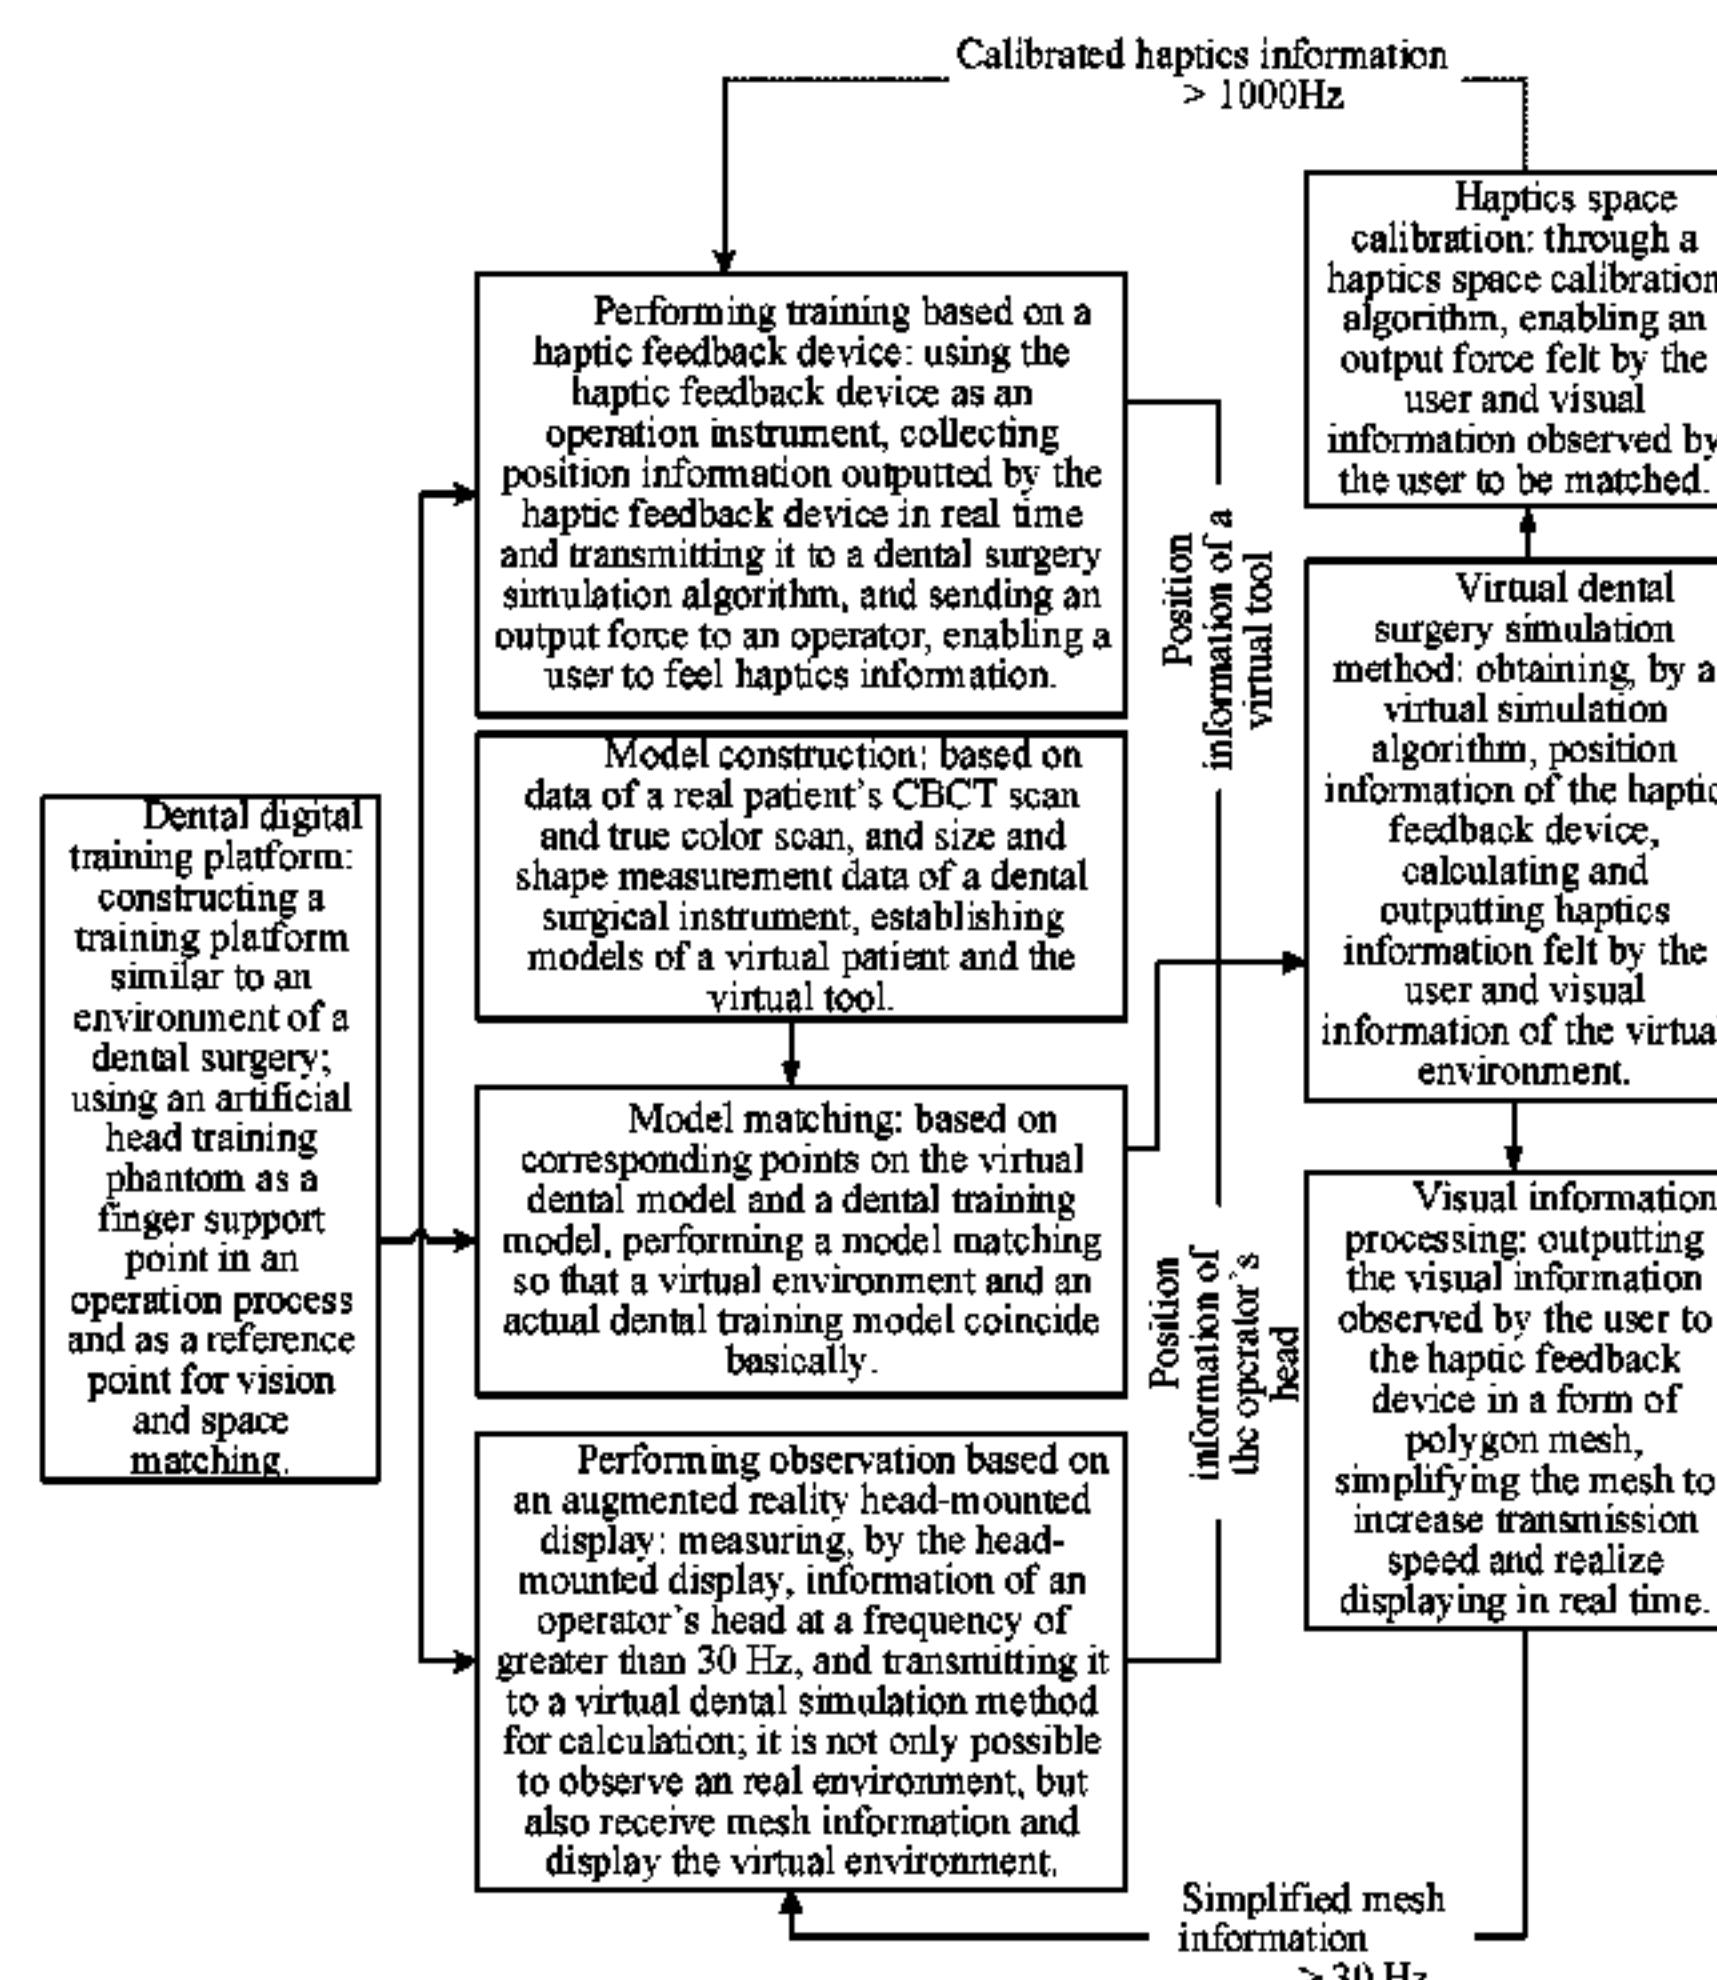 Calibrated haptics information
> 1000Hz
Haptics space
calibration: through a
haptics space calibration
algorithm, enabling an
output force felt by the
user and visual
information observed by
the user to be matched.
Performing training based on a
haptic feedback device: using the
haptic feedback device as an
operation instrument, collecting
position information outputted by the
haptic feedback device in real time
and transmitting it to a dental surgery
simulation algorithm, and sending an
output force to an operator, enabling a
user to feel haptics information.
Position
information of a
virtual tool
Virtual dental
surgery simulation
method: obtaining, by a
virtual simulation
algorithm, position
information of the haptic
feedback device,
calculating and
outputting haptics
information felt by the
user and visual
information of the virtual
environment.
Model construction: based on
data of a real patient's CBCT scan
and true color scan, and size and
shape measurement data of a dental
surgical instrument, establishing
models of a virtual patient and the
virtual tool.
Dental digital
training platform:
constructing a
training platform
similar to an
environment of a
dental surgery;
using an artificial
head training
phantom as a
finger support
point in an
operation process
and as a reference
point for vision
and space
matching.
Model matching: based on
corresponding points on the virtual
dental model and a dental training
model, performing a model matching
so that a virtual environment and an
actual dental training model coincide
basically.
Position
information of
the operator's
head
Visual information
processing: outputting
the visual information
observed by the user to
the haptic feedback
device in a form of
polygon mesh,
simplifying the mesh to
increase transmission
speed and realize
displaying in real time.
Performing observation based on
an augmented reality head-mounted
display: measuring, by the head-
mounted display, information of an
operator's head at a frequency of
greater than 30 Hz, and transmitting it
to a virtual dental simulation method
for calculation; it is not only possible
to observe an real environment, but
also receive mesh information and
display the virtual environment.
Simplified mesh
information
> 30 Hz